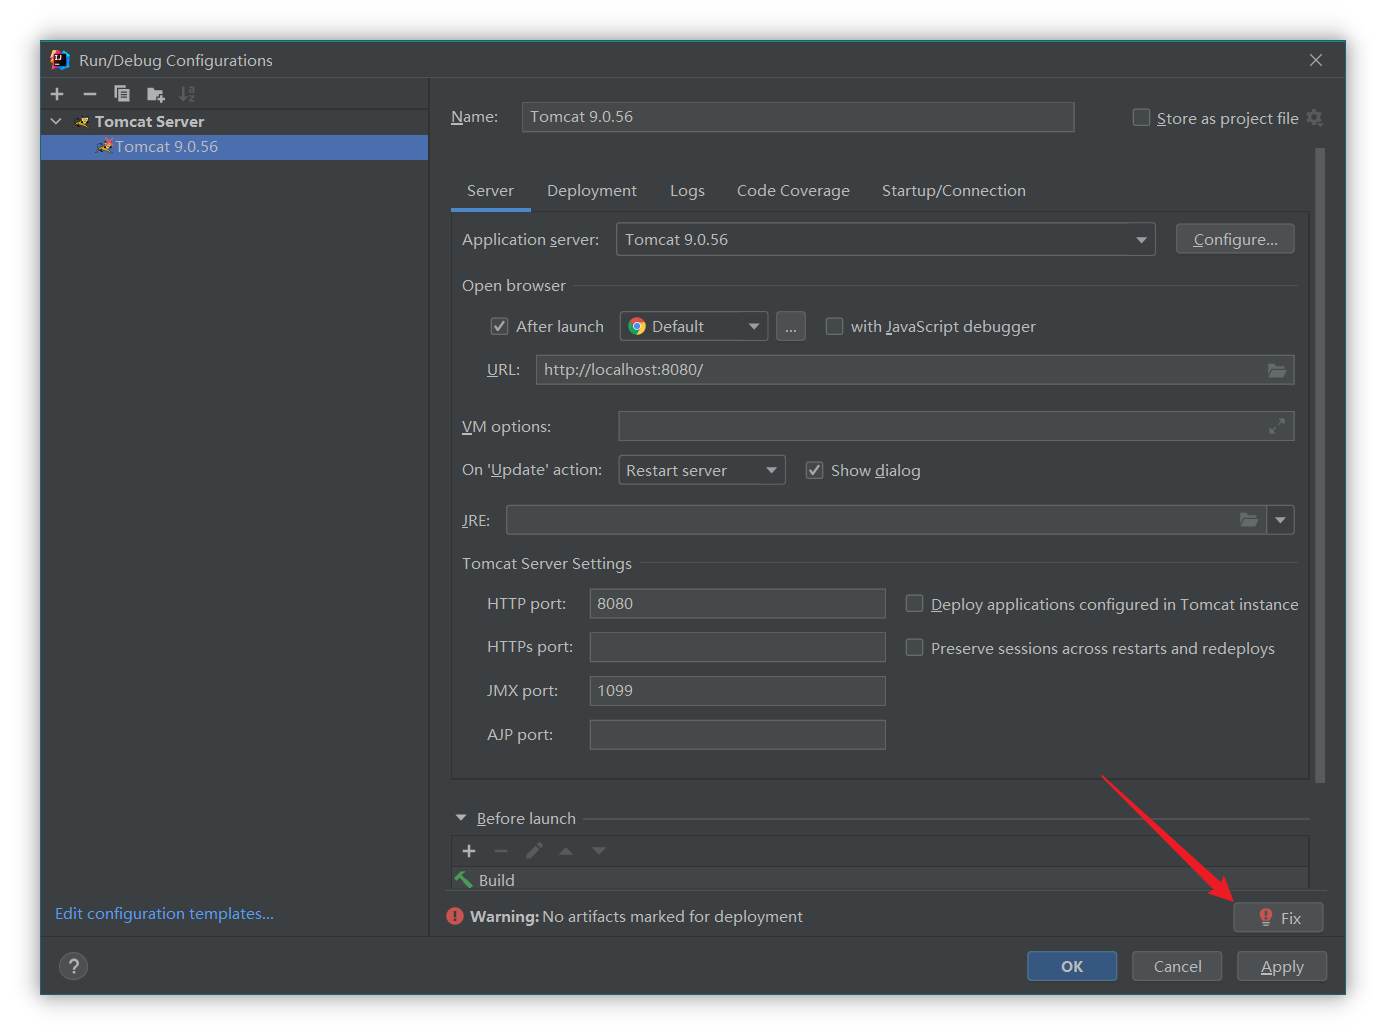 Run/Debug Configurations
Tomcat Server
Tomcat 9.0.56
Name: Tomcat 9.0.56 Store as project file
Server Deployment Logs Code Coverage Startup/Connection
Application server: Tomcat 9.0.56 Configure...
Open browser
After launch Default ... with JavaScript debugger
URL: http://localhost:8080/
VM options:
On 'Update' action: Restart server Show dialog
JRE:
Tomcat Server Settings
HTTP port: 8080 Deploy applications configured in Tomcat instance
HTTPs port: Preserve sessions across restarts and redeploys
JMX port: 1099
AJP port:
Before launch
Build
Edit configuration templates...
Warning: No artifacts marked for deployment Fix
? OK Cancel Apply